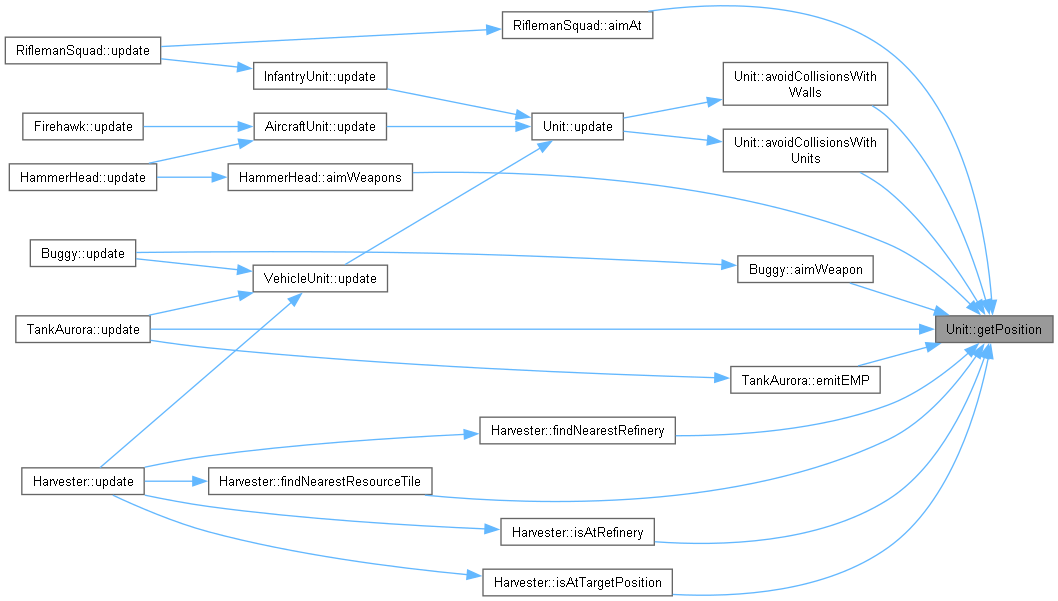 RiflemanSquad::aimAt
RiflemanSquad::update
InfantryUnit::update
Unit::avoidCollisionsWith
Walls
Firehawk::update
AircraftUnit::update
Unit::update
Unit::avoidCollisionsWith
Units
HammerHead::update
HammerHead::aimWeapons
Buggy::update
VehicleUnit::update
Buggy::aimWeapon
TankAurora::update
Unit::getPosition
TankAurora::emitEMP
Harvester::findNearestRefinery
Harvester::update
Harvester::findNearestResourceTile
Harvester::isAtRefinery
Harvester::isAtTargetPosition